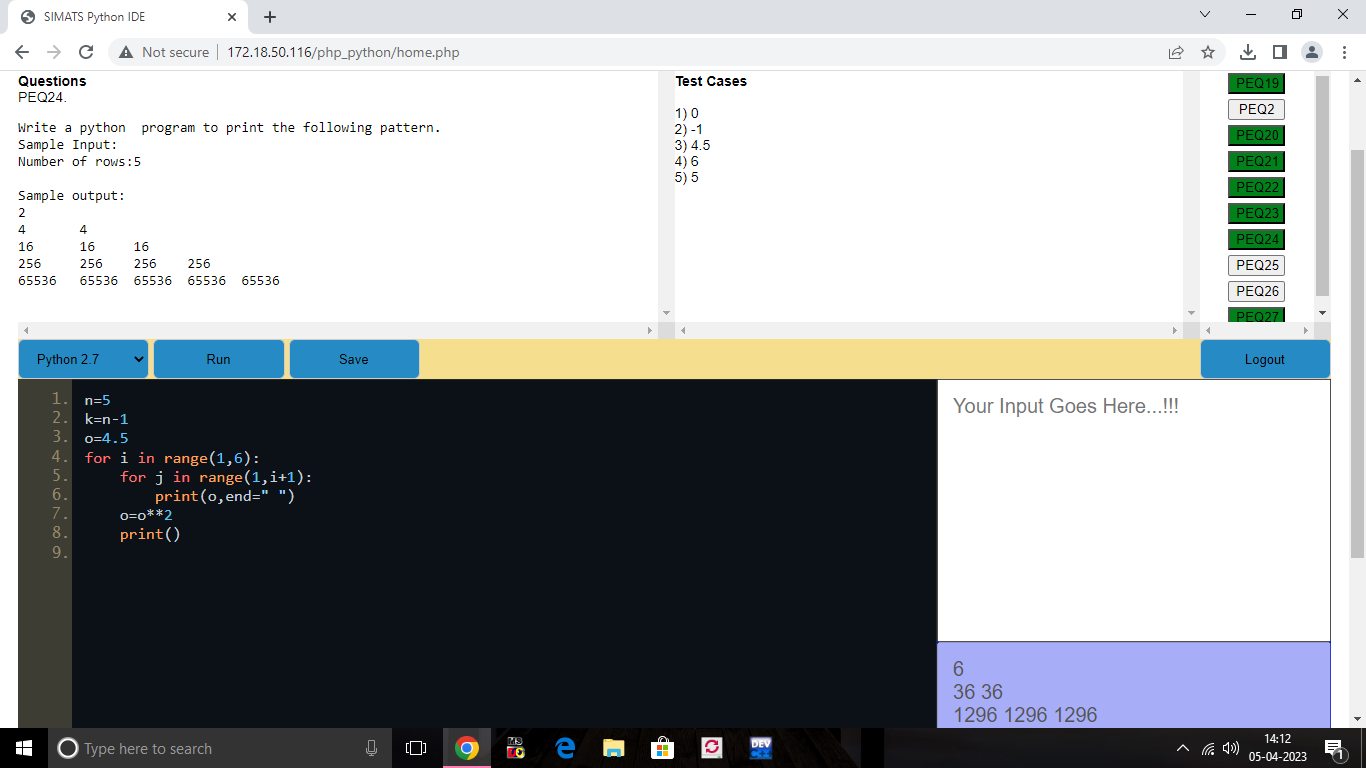 SIMATS Python IDE
Not secure 172.18.50.116/php_python/home.php
Questions
PEQ24.
Write a python  program to print the following pattern.
Sample Input:
Number of rows:5
Sample output:
2
4 4
16 16 16
256 256 256 256
65536 65536 65536 65536 65536
Test Cases
1) 0
2) -1
3) 4.5
4) 6
5) 5
PEQ19
PEQ2
PEQ20
PEQ21
PEQ22
PEQ23
PEQ24
PEQ25
PEQ26
PEQ27
Python 2.7 Run Save Logout
1. n=5
2. k=n-1
3. o=4.5
4. for i in range(1,6):
5.     for j in range(1,i+1):
6.         print(o,end=" ")
7.     o=o**2
8.     print()
9.
Your Input Goes Here...!!!
6
36 36
1296 1296 1296
Type here to search
MS
DEV
14:12
05-04-2023
1